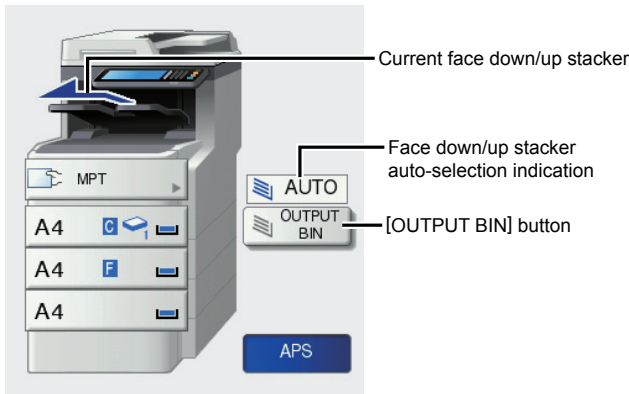 Current face down/up stacker
Face down/up stacker
auto-selection indication
AUTO
OUTPUT
BIN
[OUTPUT BIN] button
MPT
A4 C 1
A4 F
A4
APS